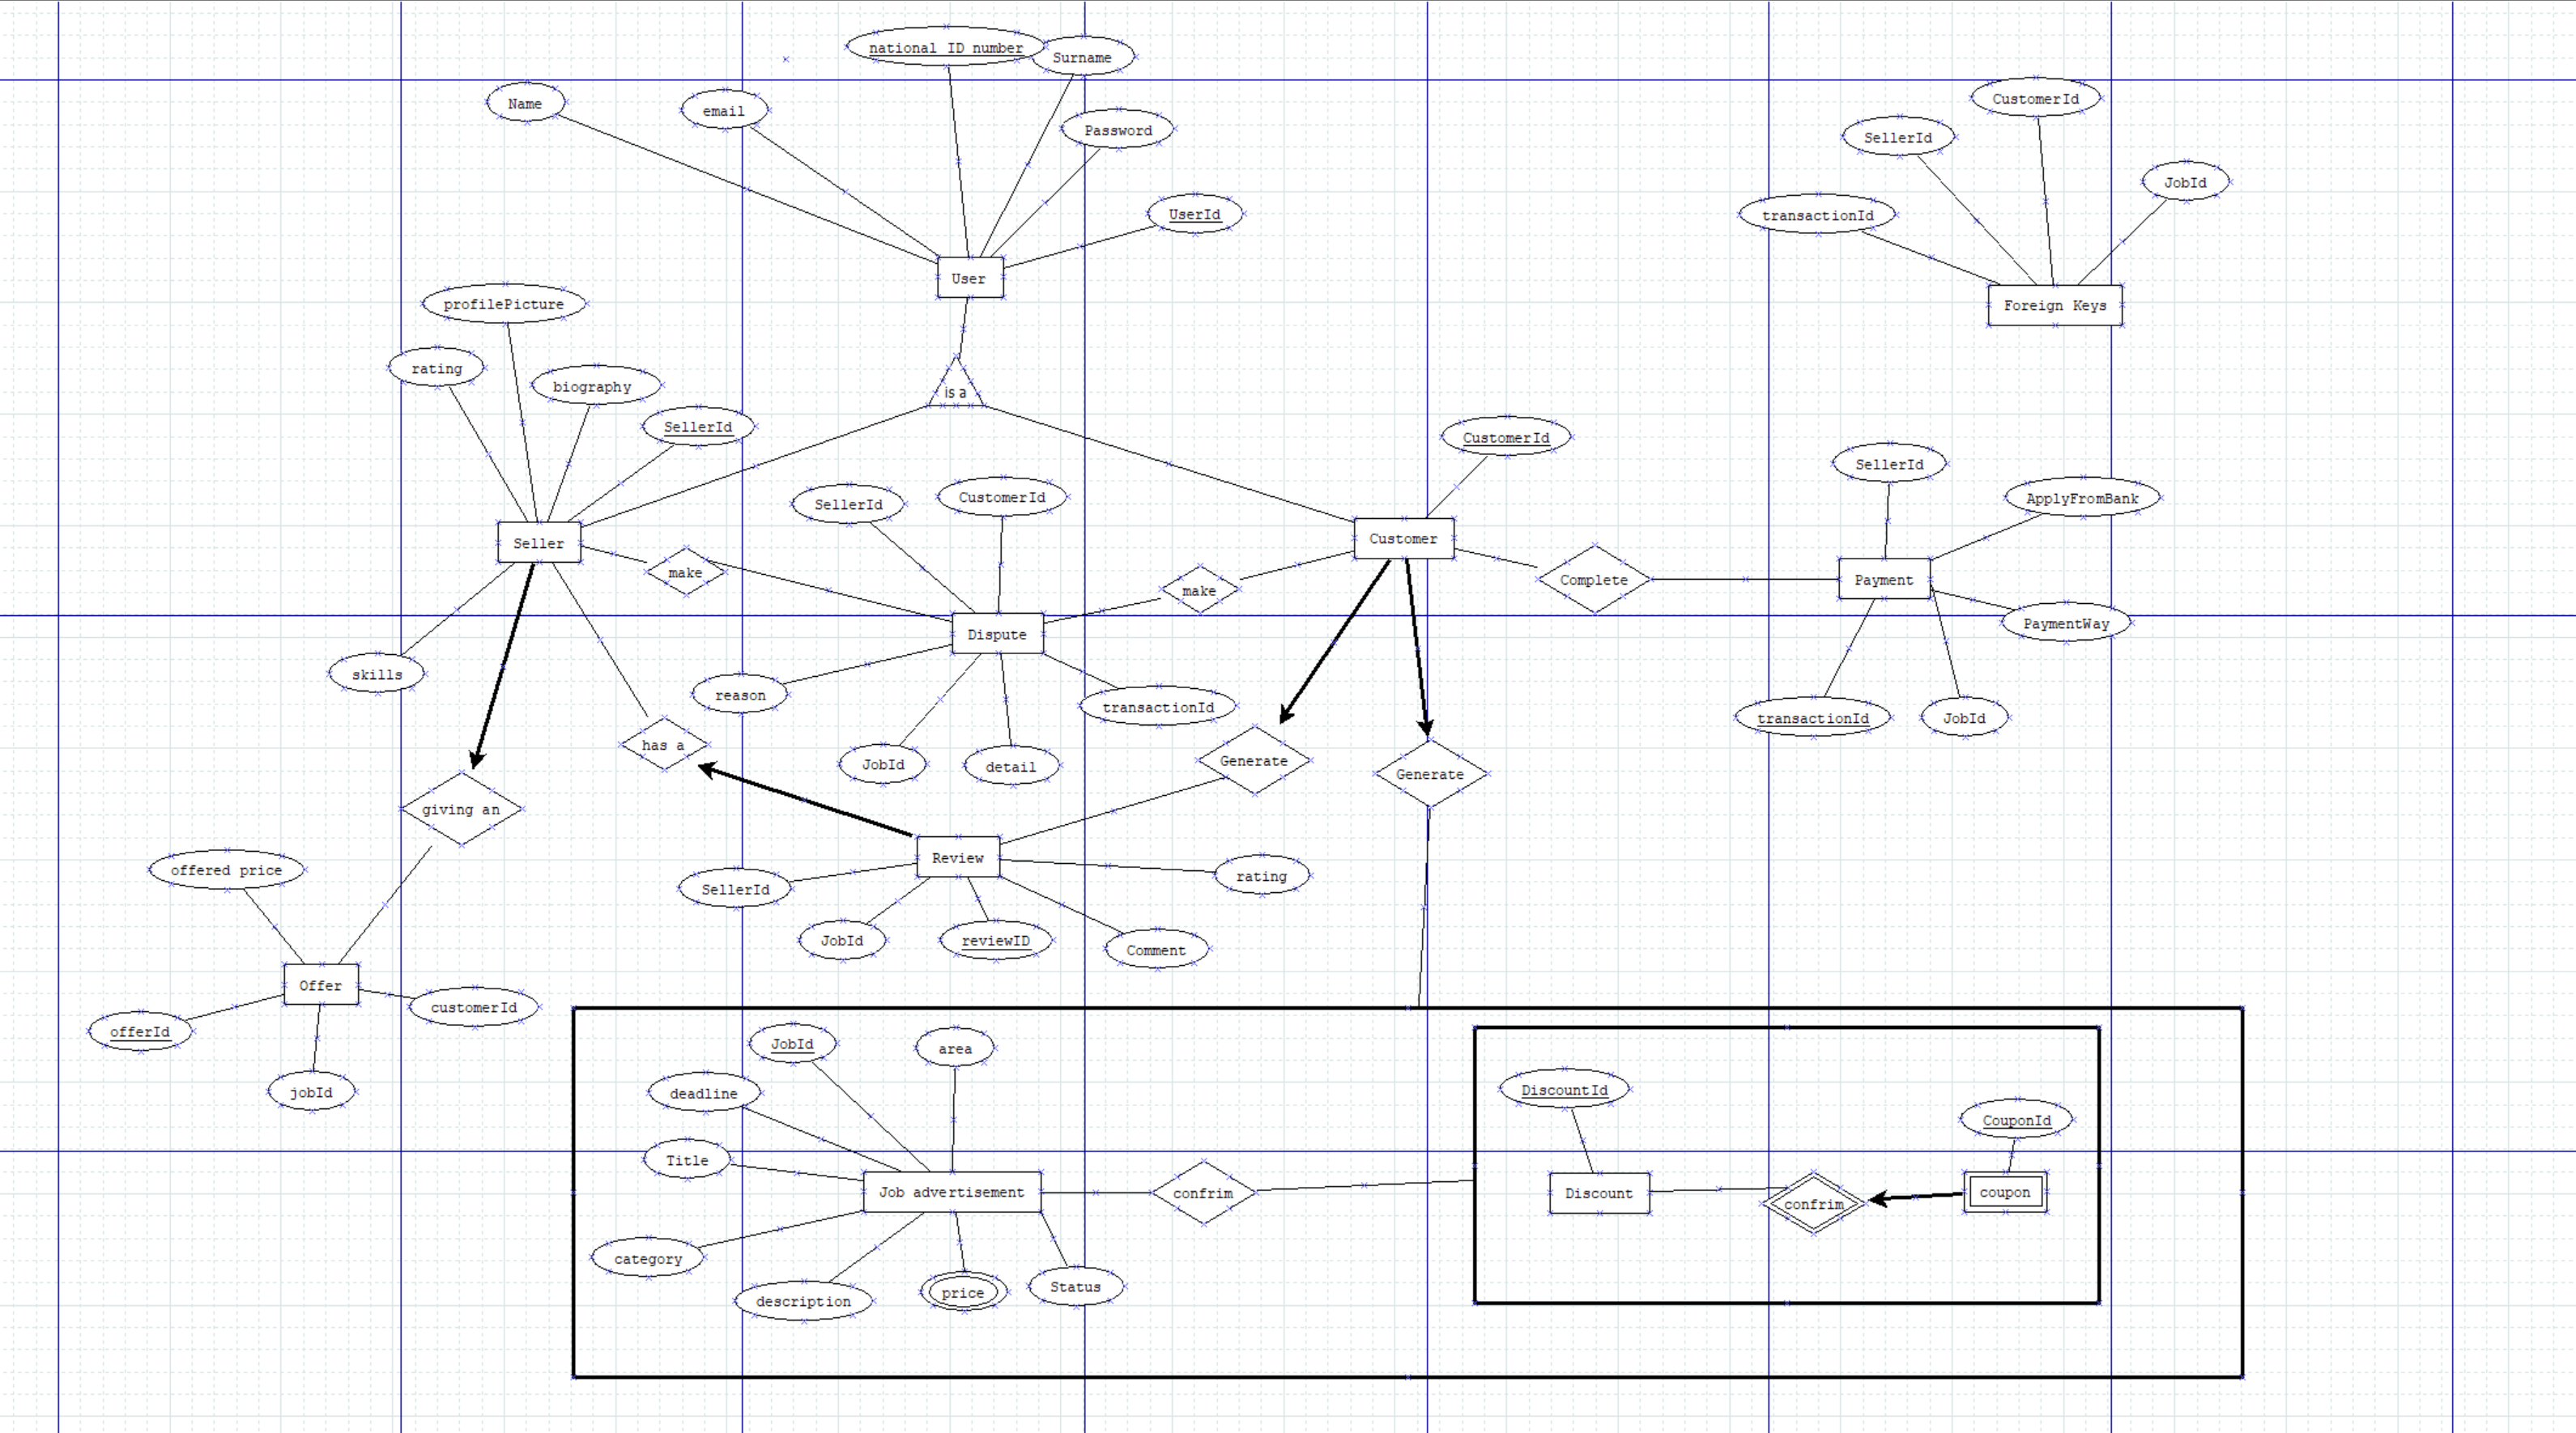 national ID number
Surname
Name
email
Password
CustomerId
SellerId
JobId
transactionId
UserId
User
Foreign Keys
profilePicture
rating
biography
is a
SellerId
CustomerId
SellerId
CustomerId
SellerId
ApplyFromBank
Seller
make
Customer
make
Complete
Payment
Dispute
PaymentWay
skills
reason
transactionId
transactionId
JobId
has a
JobId
detail
Generate
Generate
giving an
offered price
Review
SellerId
rating
JobId
reviewID
Comment
Offer
customerId
offerId
jobId
JobId
area
deadline
DiscountId
CouponId
Title
Job advertisement
confrim
Discount
confrim
coupon
category
description
price
Status